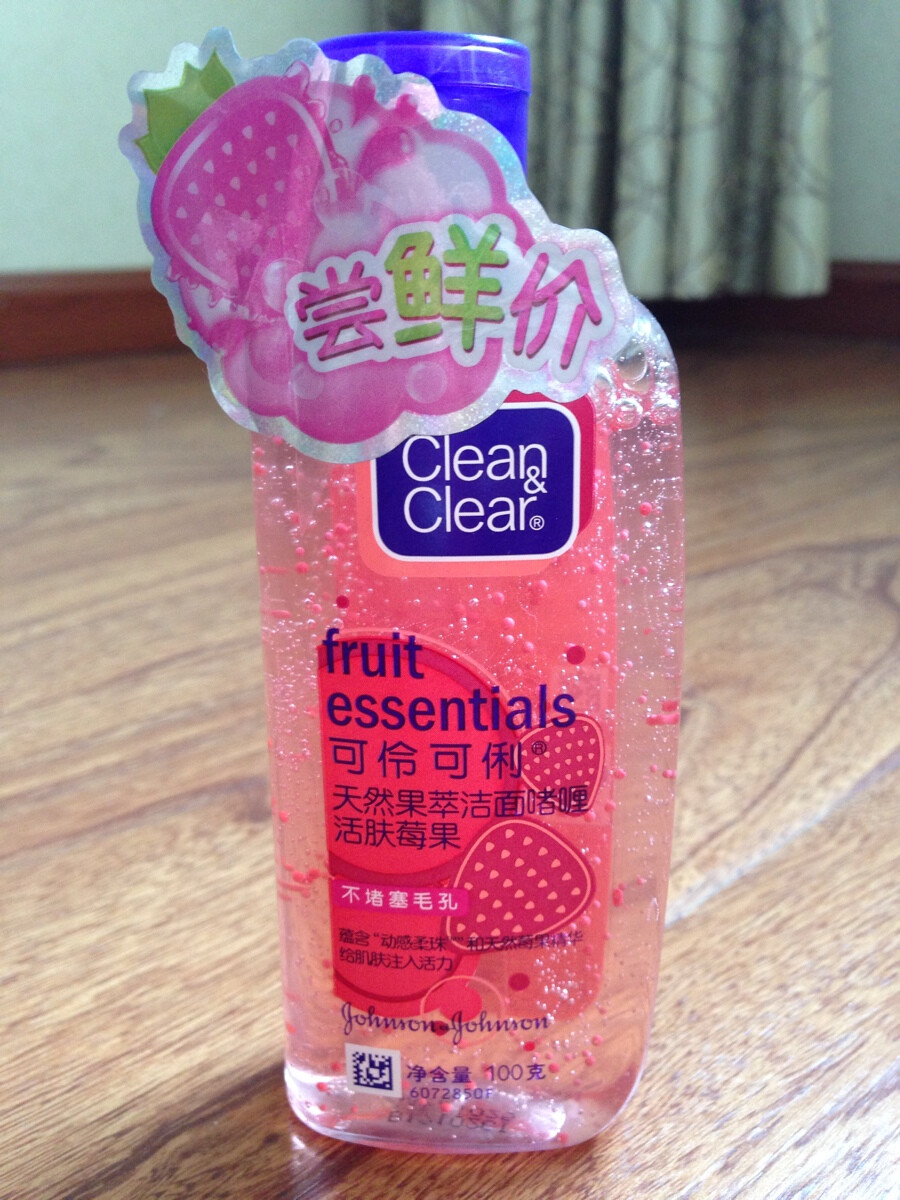 尝鲜价
Clean
&
Clear®
fruit
essentials
可伶可俐®
天然果萃洁面啫喱
活肤莓果
不堵塞毛孔
蕴含“动感柔珠™”和天然莓果精华
给肌肤注入活力
Johnson & Johnson
净含量 100克
6072850F